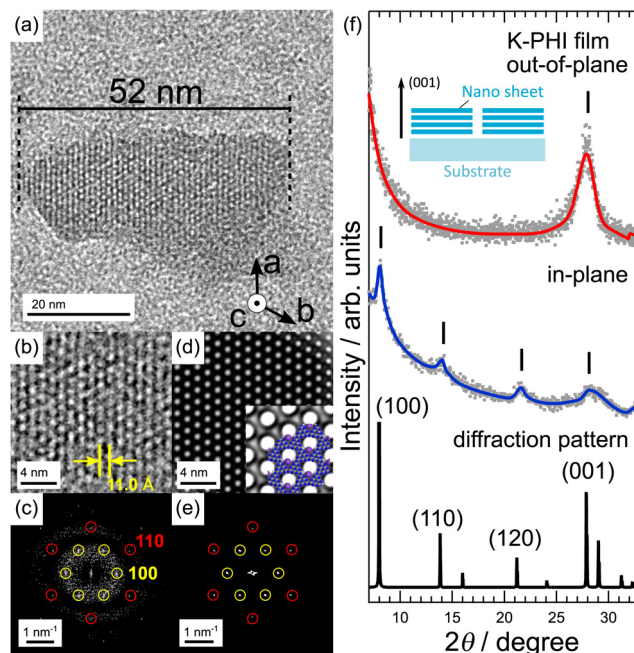 (a)
52 nm
20 nm
a
c
b
(b)
11.0 Å
4 nm
(d)
4 nm
(c)
110
100
1 nm⁻¹
(e)
1 nm⁻¹
(f)
K-PHI film
out-of-plane
(001)
Nano sheet
Substrate
in-plane
(100)
diffraction pattern
(001)
(110)
(120)
Intensity / arb. units
10 15 20 25 30
2θ / degree